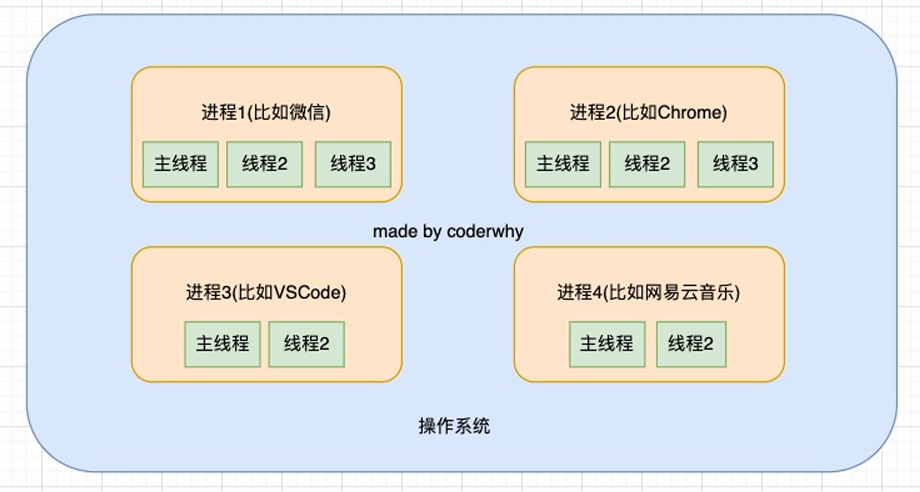 进程1(比如微信)
主线程 线程2 线程3
进程2(比如Chrome)
主线程 线程2 线程3
made by coderwhy
进程3(比如VSCode)
主线程 线程2
进程4(比如网易云音乐)
主线程 线程2
操作系统